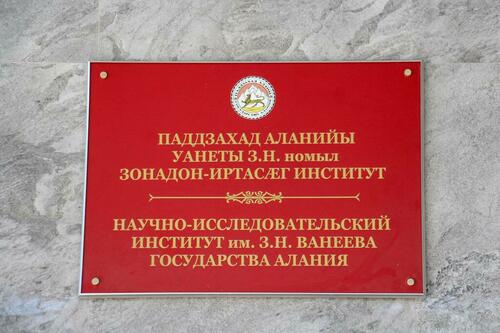 ПАДДЗАХАД АЛАНИЙЫ
УАНЕТЫ З.Н. номыл
ЗОНАДОН-ИРТАСÆГ ИНСТИТУТ
НАУЧНО-ИССЛЕДОВАТЕЛЬСКИЙ
ИНСТИТУТ им. З.Н. ВАНЕЕВА
ГОСУДАРСТВА АЛАНИЯ